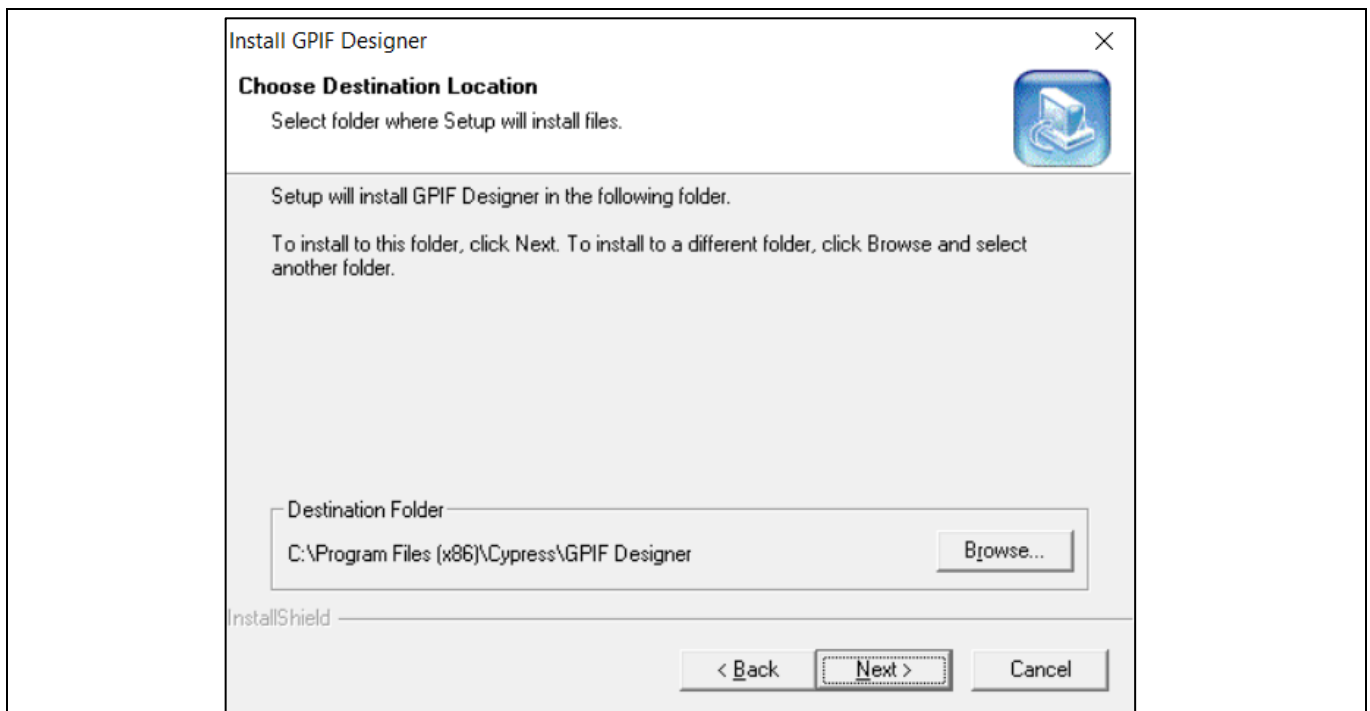 Install GPIF Designer
Choose Destination Location
Select folder where Setup will install files.
Setup will install GPIF Designer in the following folder.
To install to this folder, click Next. To install to a different folder, click Browse and select
another folder.
Destination Folder
C:\Program Files (x86)\Cypress\GPIF Designer
Browse...
InstallShield
< Back
Next >
Cancel